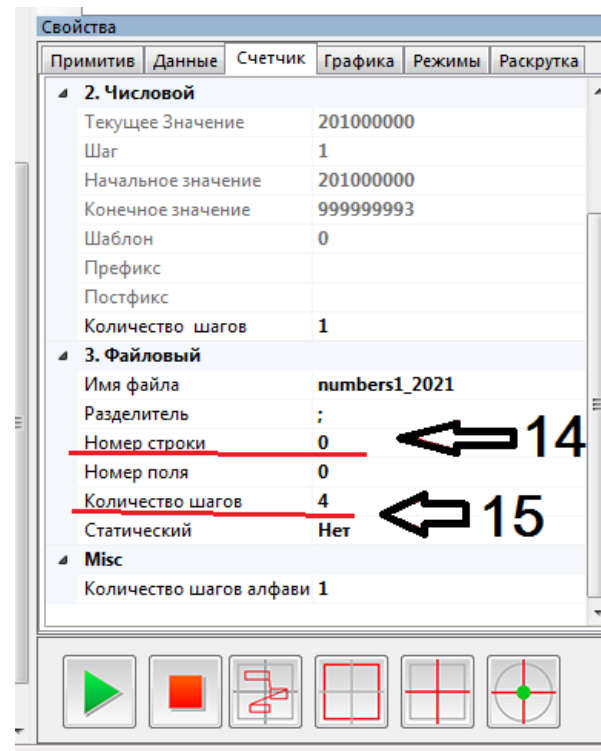 Свойства
Примитив Данные Счетчик Графика Режимы Раскрутка
2. Числовой
Текущее Значение 201000000
Шаг 1
Начальное значение 201000000
Конечное значение 999999993
Шаблон 0
Префикс
Постфикс
Количество шагов 1
3. Файловый
Имя файла numbers1_2021
Разделитель ;
Номер строки 0 14
Номер поля 0
Количество шагов 4 15
Статический Нет
Misc
Количество шагов алфави 1